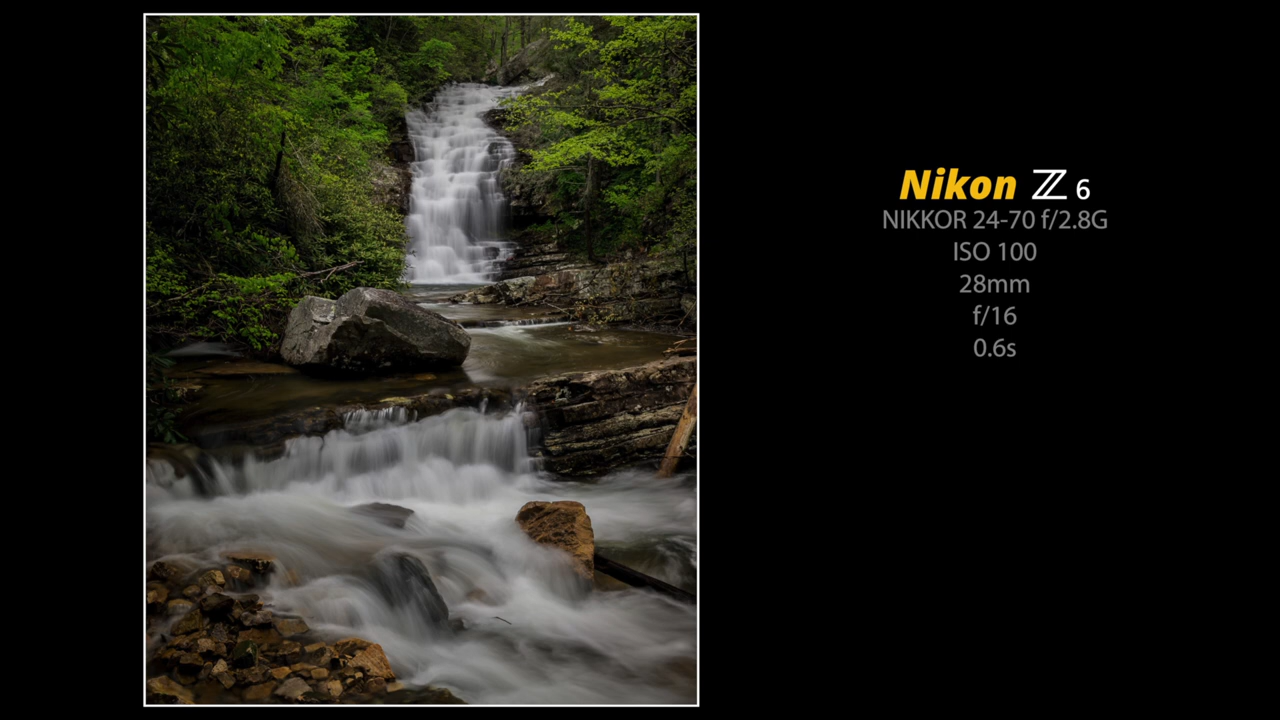 Nikon Z 6
NIKKOR 24-70 f/2.8G
ISO 100
28mm
f/16
0.6s